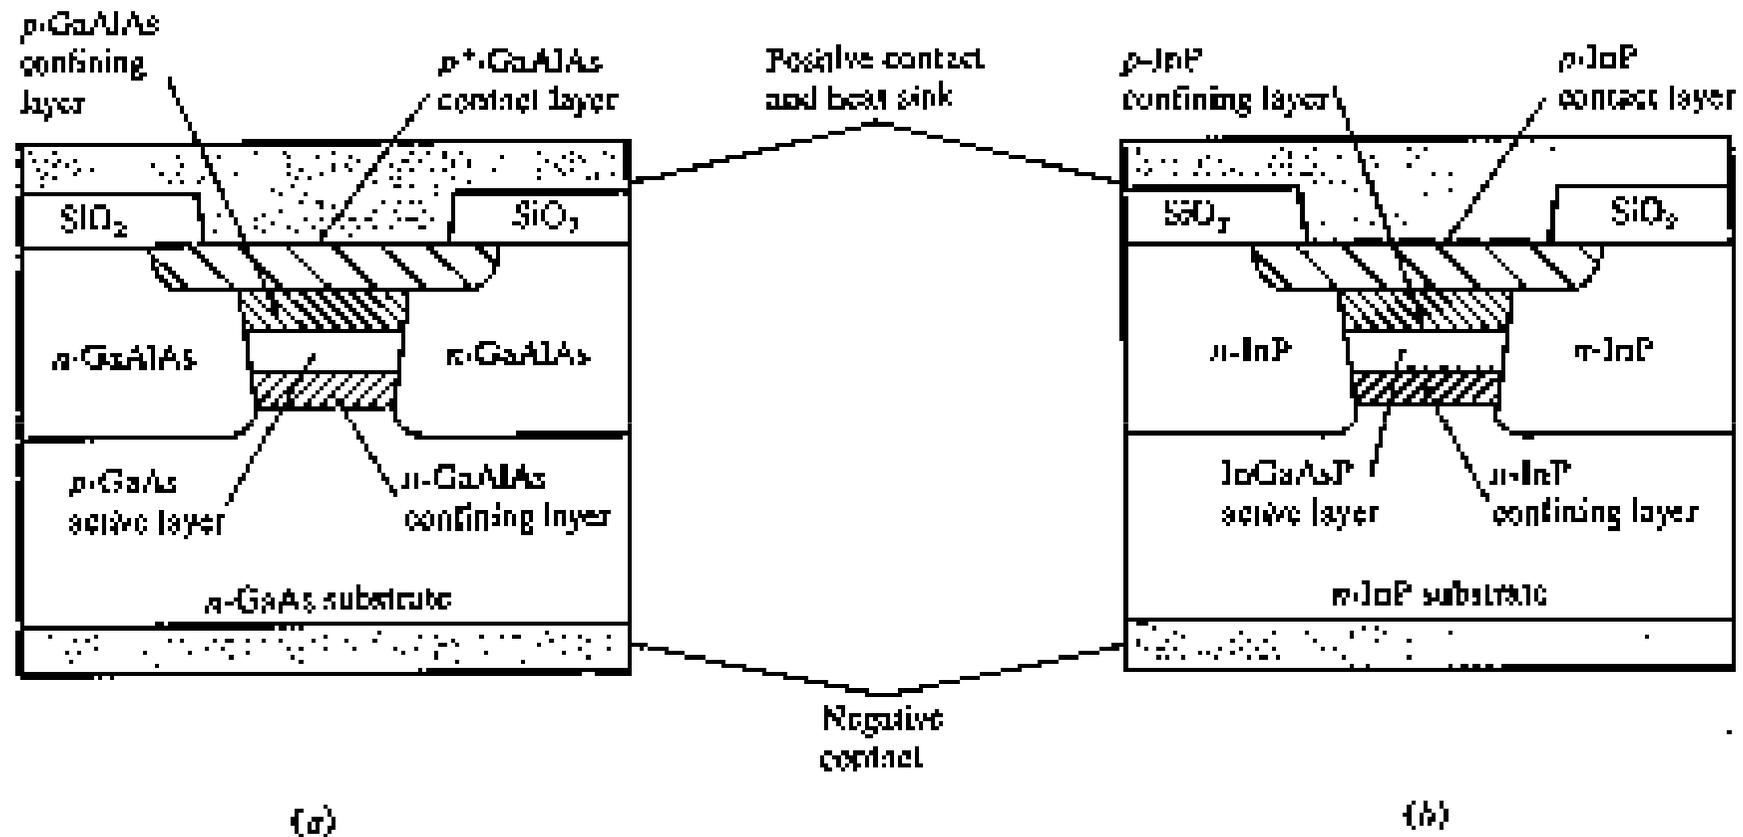 p-GaAlAs
confining
layer
p⁺-GaAlAs
contact layer
Positive contact
and heat sink
p-InP
confining layer
p-InP
contact layer
SiO₂
SiO₂
SiO₂
SiO₂
n-GaAlAs
n-GaAlAs
n-InP
n-InP
p-GaAs
active layer
n-GaAlAs
confining layer
InGaAsP
active layer
n-InP
confining layer
n-GaAs substrate
n-InP substrate
Negative
contact
(a)
(b)